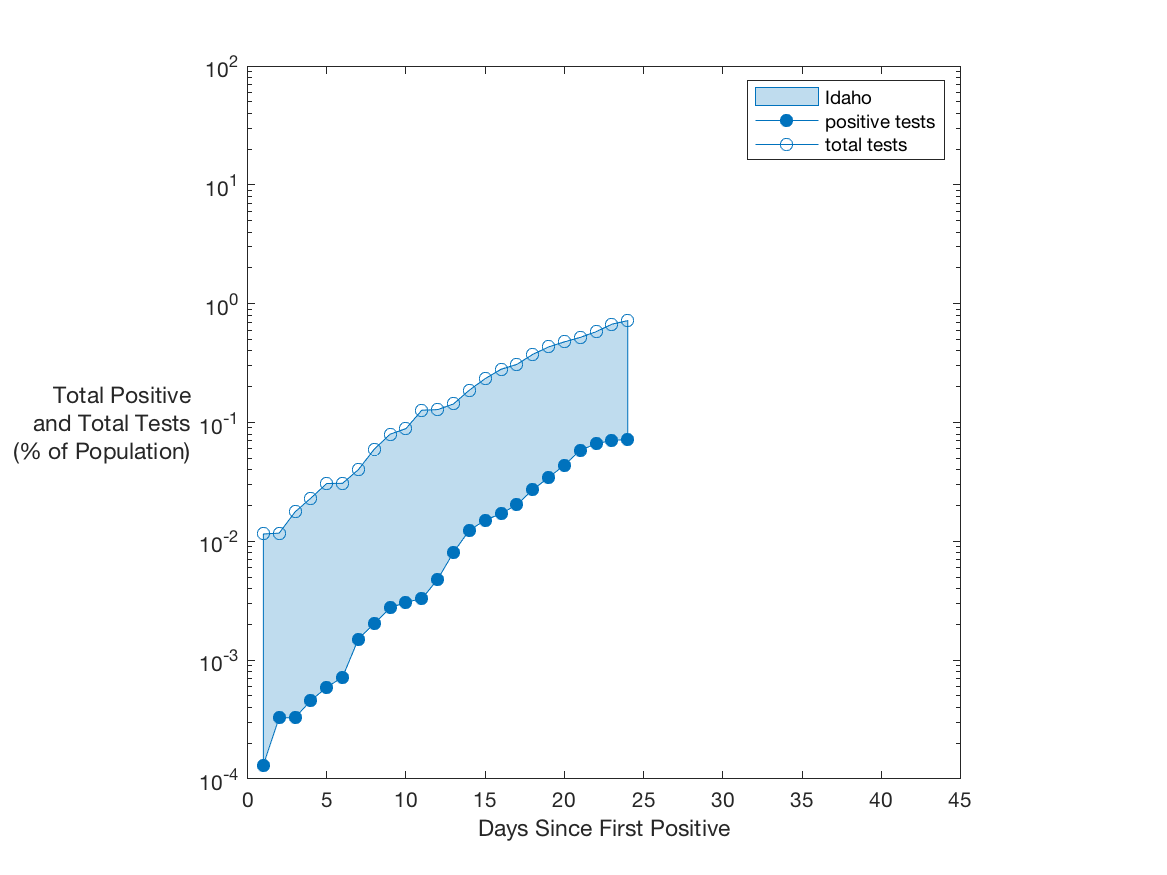 10^2
10^1
10^0
10^-1
10^-2
10^-3
10^-4
Total Positive
and Total Tests
(% of Population)
Idaho
positive tests
total tests
0 5 10 15 20 25 30 35 40 45
Days Since First Positive